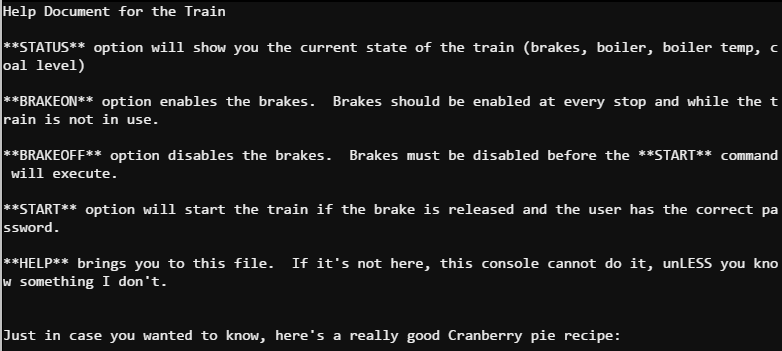 Help Document for the Train
**STATUS** option will show you the current state of the train (brakes, boiler, boiler temp, c
oal level)
**BRAKEON** option enables the brakes.  Brakes should be enabled at every stop and while the t
rain is not in use.
**BRAKEOFF** option disables the brakes.  Brakes must be disabled before the **START** command
 will execute.
**START** option will start the train if the brake is released and the user has the correct pa
ssword.
**HELP** brings you to this file.  If it's not here, this console cannot do it, unLESS you kno
w something I don't.
Just in case you wanted to know, here's a really good Cranberry pie recipe: